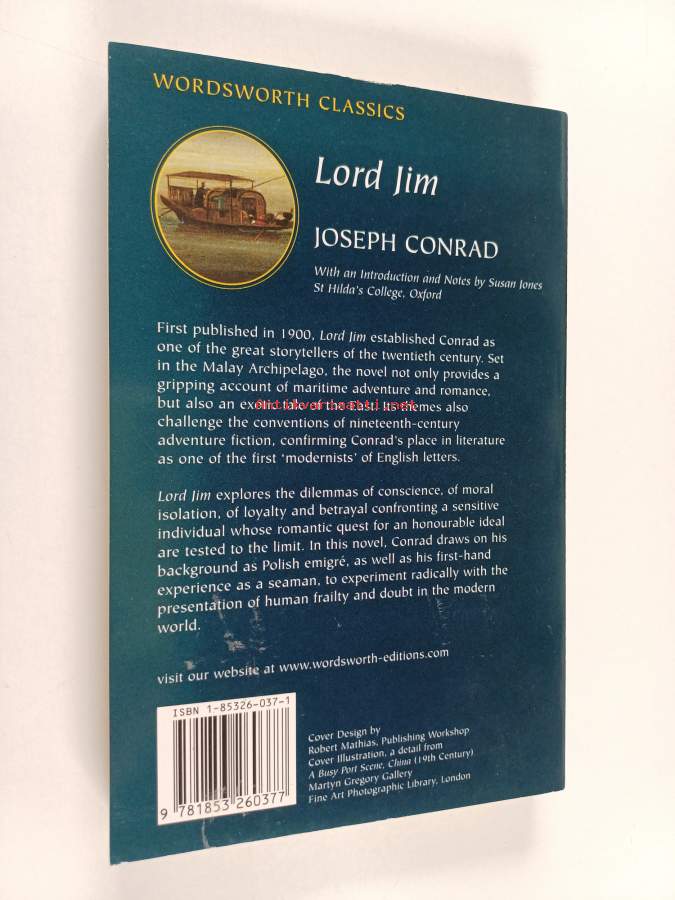 WORDSWORTH CLASSICS
Lord Jim
JOSEPH CONRAD
With an Introduction and Notes by Susan Jones
St Hilda's College, Oxford
First published in 1900, Lord Jim established Conrad as
one of the great storytellers of the twentieth century. Set
in the Malay Archipelago, the novel not only provides a
gripping account of maritime adventure and romance,
but also an exotic tale of the East. Its themes also
Antikvariaatti.net
challenge the conventions of nineteenth-century
adventure fiction, confirming Conrad's place in literature
as one of the first 'modernists' of English letters.
Lord Jim explores the dilemmas of conscience, of moral
isolation, of loyalty and betrayal confronting a sensitive
individual whose romantic quest for an honourable ideal
are tested to the limit. In this novel, Conrad draws on his
background as Polish emigré, as well as his first-hand
experience as a seaman, to experiment radically with the
presentation of human frailty and doubt in the modern
world.
visit our website at www.wordsworth-editions.com
ISBN 1-85326-037-1
9 781853 260377
Cover Design by
Robert Mathias, Publishing Workshop
Cover Illustration, a detail from
A Busy Port Scene, China (19th Century)
Martyn Gregory Gallery
Fine Art Photographic Library, London